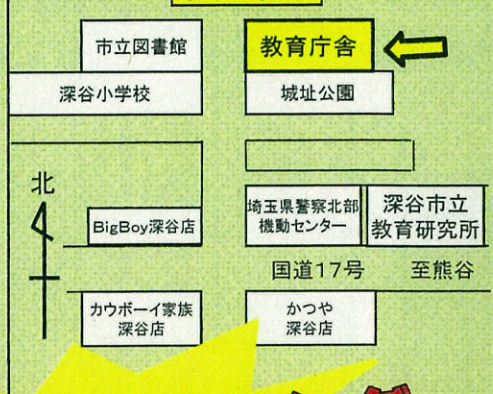 市立図書館
教育庁舎
深谷小学校
城址公園
北
BigBoy深谷店
埼玉県警察北部
機動センター
深谷市立
教育研究所
国道17号
至熊谷
カウボーイ家族
深谷店
かつや
深谷店